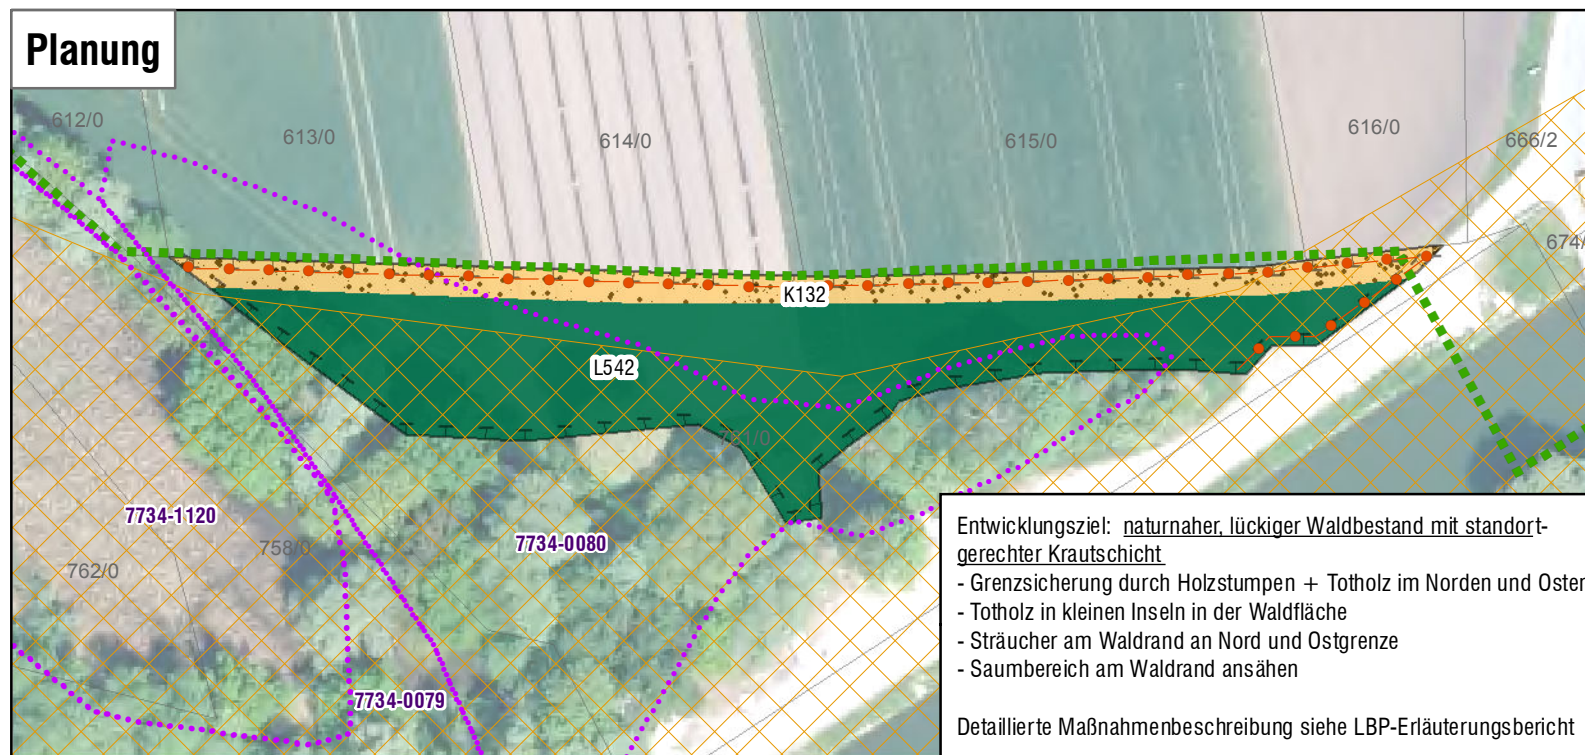 Planung
612/0
613/0
614/0
615/0
616/0
666/2
674/
K132
L542
761/0
7734-1120
758/0
7734-0080
762/0
7734-0079
Entwicklungsziel: naturnaher, lückiger Waldbestand mit standort-
gerechter Krautschicht
- Grenzsicherung durch Holzstumpen + Totholz im Norden und Osten
- Totholz in kleinen Inseln in der Waldfläche
- Sträucher am Waldrand an Nord und Ostgrenze
- Saumbereich am Waldrand ansähen
Detaillierte Maßnahmenbeschreibung siehe LBP-Erläuterungsbericht